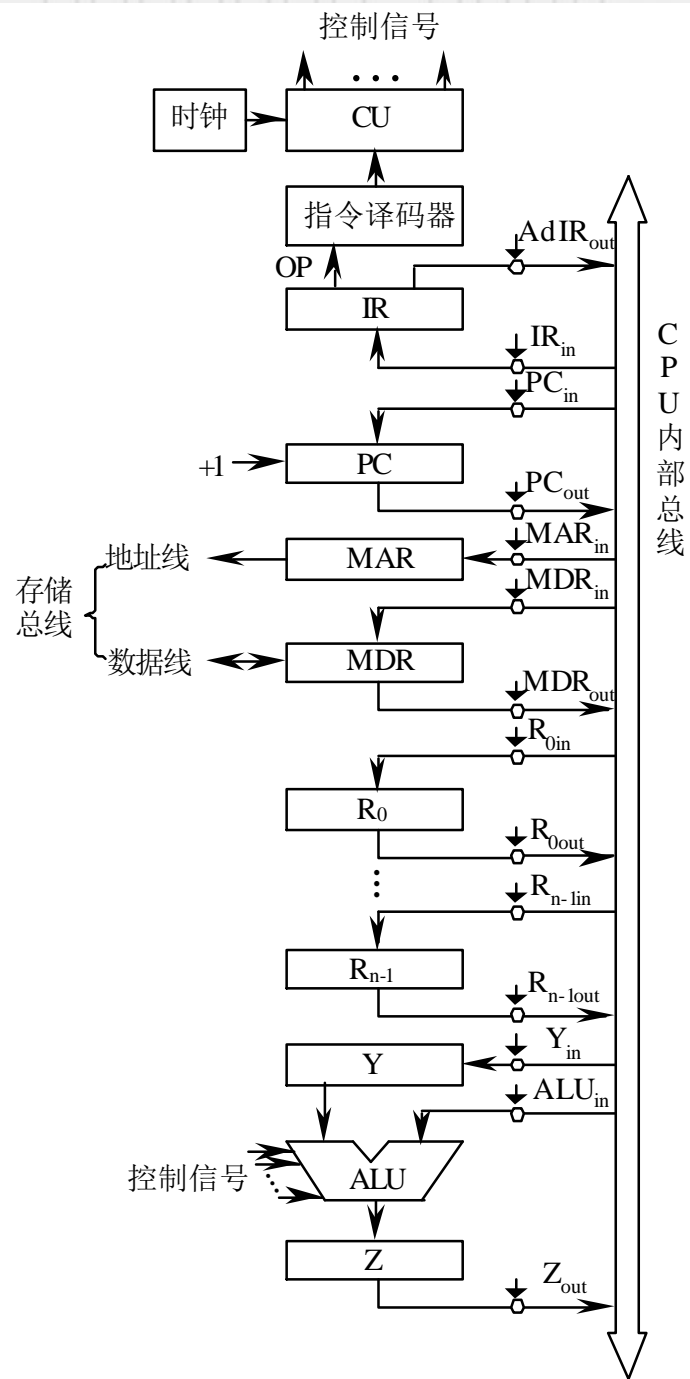 控制信号
...
时钟
CU
指令译码器
AdIRout
OP
IR
IRin
PCin
+1
PC
PCout
地址线
MAR
MARin
存储
总线
MDRin
数据线
MDR
MDRout
R0in
R0
R0out
Rn-1in
Rn-1
Rn-1out
Yin
Y
ALUin
控制信号
ALU
Z
Zout
CPU内部总线